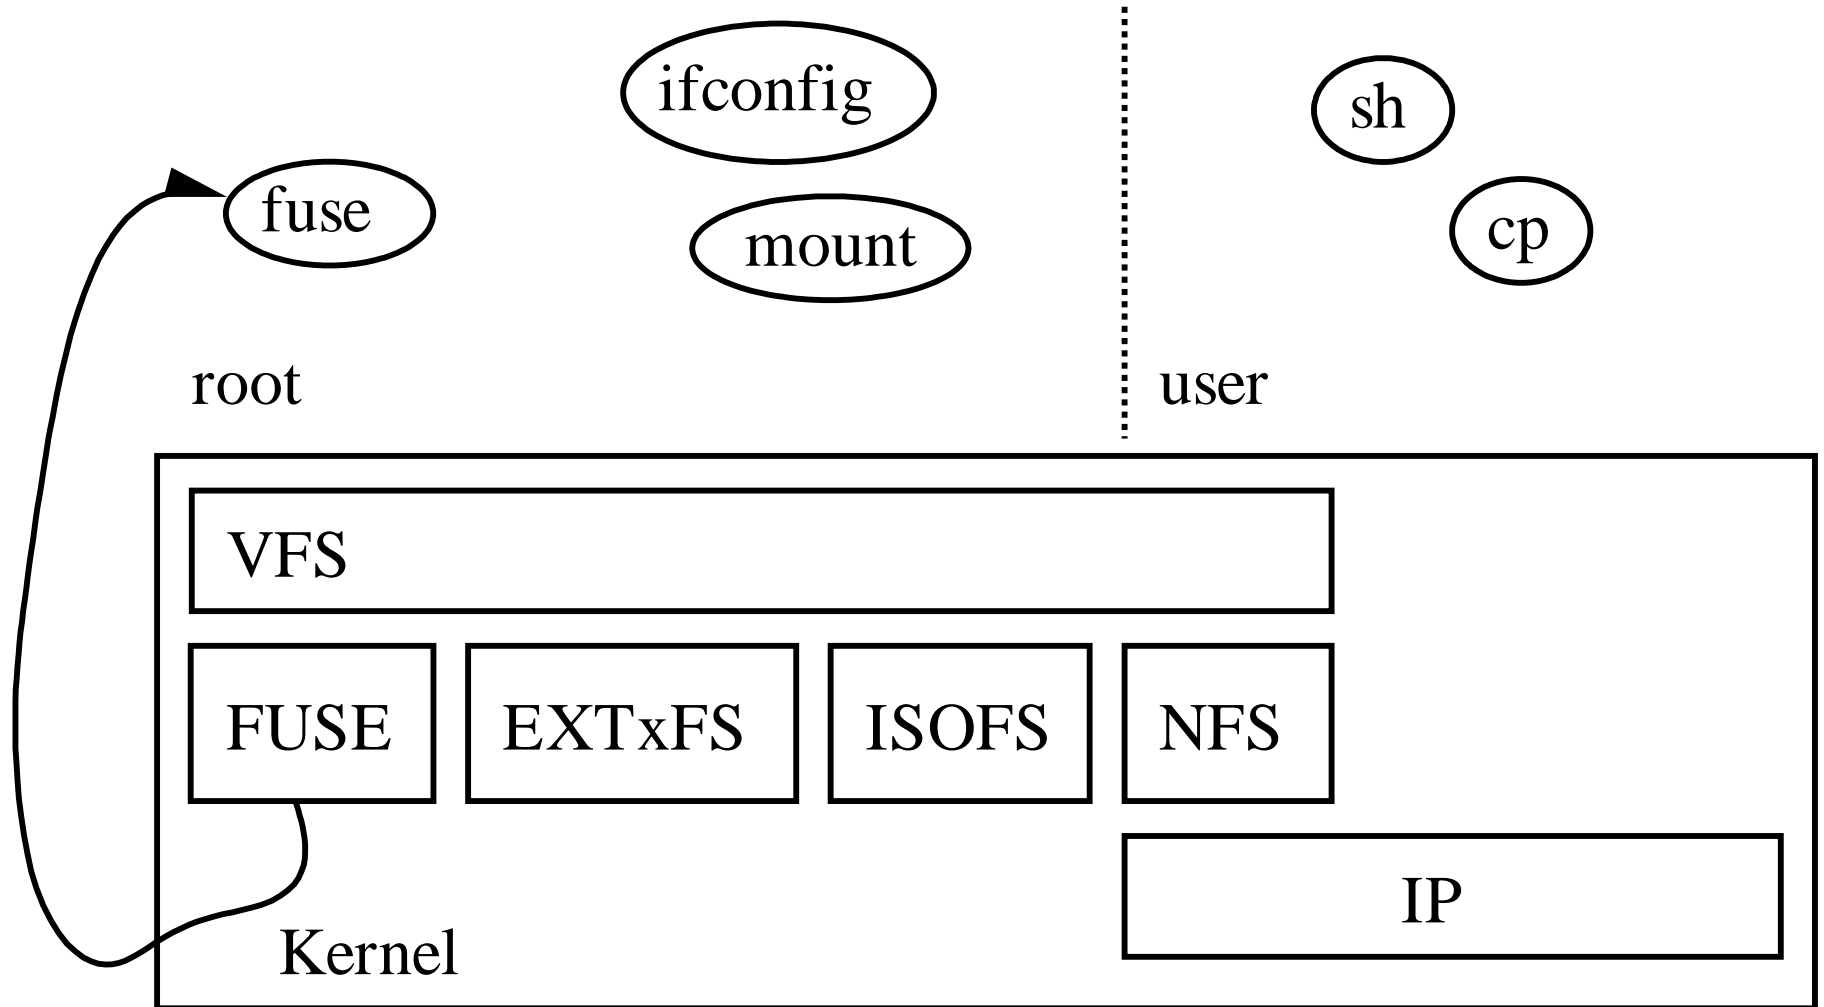 ifconfig
sh
fuse
mount
cp
root
user
VFS
FUSE
EXTxFS
ISOFS
NFS
IP
Kernel